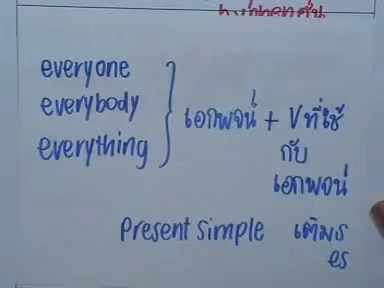 everyone
everybody
everything
เอกพจน์ + V ที่ใช้
กับ
เอกพจน์
Present simple เติม s
es